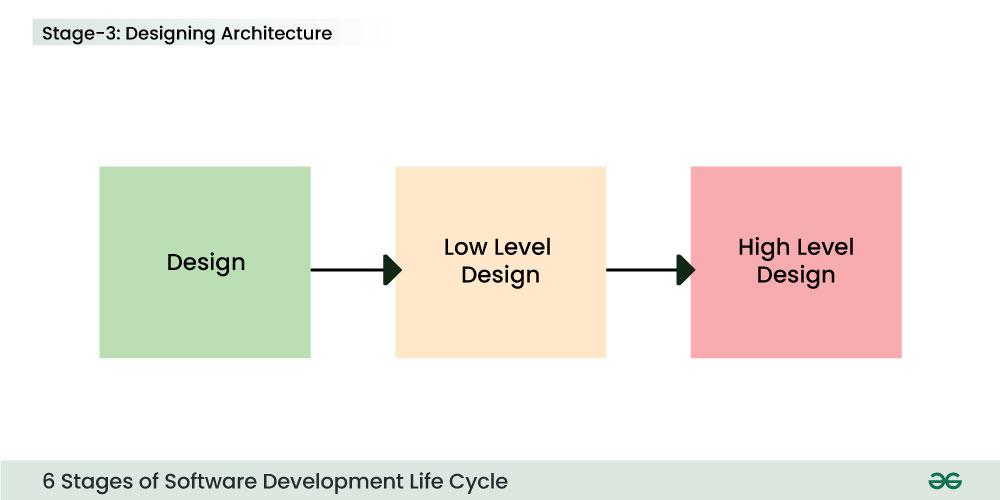 Stage-3: Designing Architecture
Design
Low Level
Design
High Level
Design
6 Stages of Software Development Life Cycle